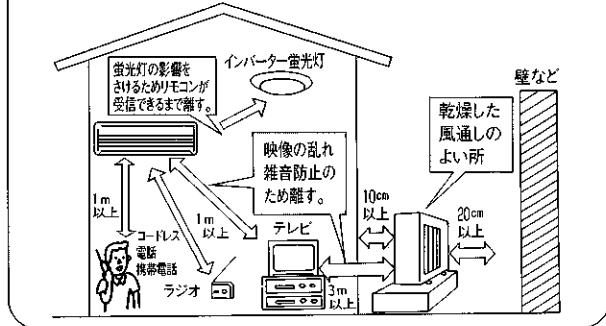 蛍光灯の影響を
さけるためリモコンが
受信できるまで離す。
インバーター蛍光灯
壁など
乾燥した
風通しの
よい所
映像の乱れ
雑音防止の
ため離す。
1m
以上
1m
以上
10cm
以上
20cm
以上
コードレス
電話
携帯電話
ラジオ
テレビ
3m
以上